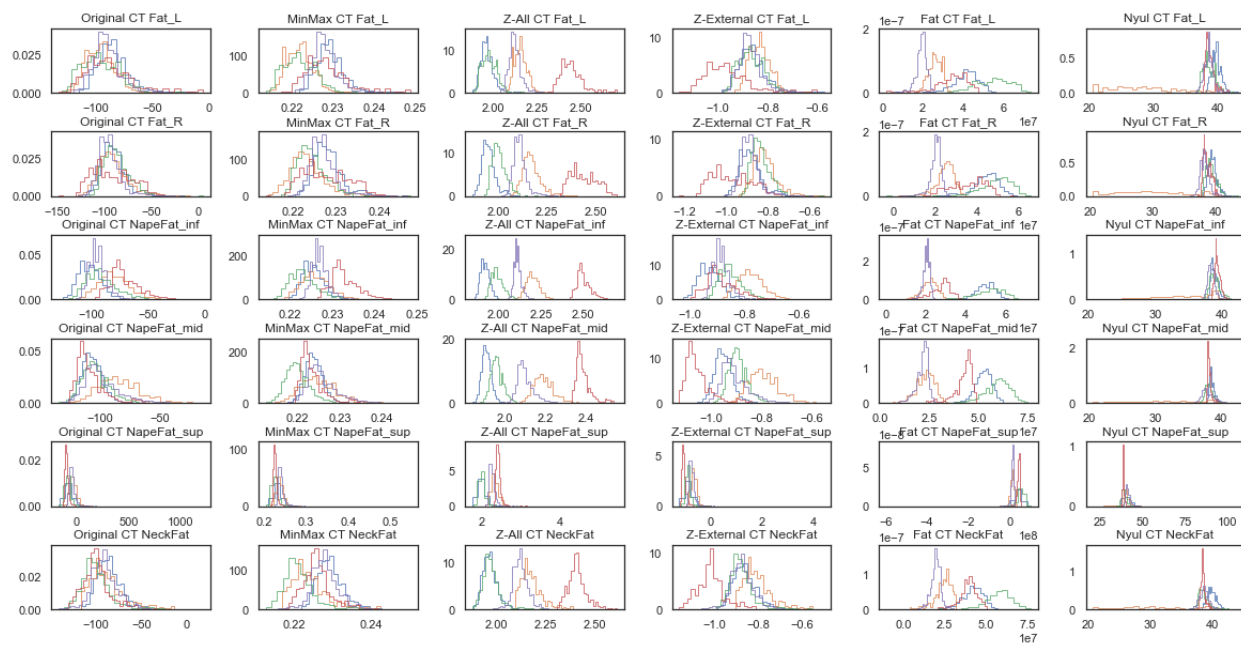 Original CT Fat_L MinMax CT Fat_L Z-All CT Fat_L Z-External CT Fat_L 1e−7 Fat CT Fat_L Nyul CT Fat_L
0.050 100 10 10 2 0.5
0.025 0 0 5 0 0.0
0.000 0
−100 −50 0 0.22 0.23 0.24 0.25 2.00 2.25 2.50 −1.0 −0.8 −0.6 0 2 4 6 20 30 40
1e7
Original CT Fat_R MinMax CT Fat_R Z-All CT Fat_R Z-External CT Fat_R 1e−7 Fat CT Fat_R Nyul CT Fat_R
0.050 100 10 10 2 0.5
0.025 0 0 5 0 0.0
0.000 0
−150 −100 −50 0 0.22 0.23 0.24 2.00 2.25 2.50 −1.2 −1.0 −0.8 −0.6 0 2 4 6 20 30 40
1e7
Original CT NapeFat_inf MinMax CT NapeFat_inf Z-All CT NapeFat_inf Z-External CT NapeFat_inf 1e−7 Fat CT NapeFat_inf Nyul CT NapeFat_inf
0.05 200 20 20 2 1
0.00 0 0 10 0 0
0
−100 −50 0 0.22 0.23 0.24 0.25 2.00 2.25 2.50 −1.0 −0.8 −0.6 0 2 4 6 20 30 40
1e7
Original CT NapeFat_mid MinMax CT NapeFat_mid Z-All CT NapeFat_mid Z-External CT NapeFat_mid 1e−7 Fat CT NapeFat_mid Nyul CT NapeFat_mid
0.05 200 20 10 1 2
0.00 0 0 0 0 0
−100 −50 0.22 0.24 2.0 2.2 2.4 −1.0 −0.8 −0.6 0.0 2.5 5.0 7.5 20 30 40
1e7
Original CT NapeFat_sup MinMax CT NapeFat_sup Z-All CT NapeFat_sup Z-External CT NapeFat_sup 1e−8 Fat CT NapeFat_sup Nyul CT NapeFat_sup
0.02 100 5 5 5 1
0.00 50 0 0 0 0
0
0 500 1000 0.2 0.3 0.4 0.5 2 4 0 2 4 −6 −4 −2 0 25 50 75 100
1e8
Original CT NeckFat MinMax CT NeckFat Z-All CT NeckFat Z-External CT NeckFat 1e−7 Fat CT NeckFat Nyul CT NeckFat
0.04 100 10 10 1 1
0.02 0 0 0 0 0
0.00
−100 −50 0 0.22 0.24 2.00 2.25 2.50 −1.0 −0.8 −0.6 0.0 2.5 5.0 7.5 20 30 40
1e7